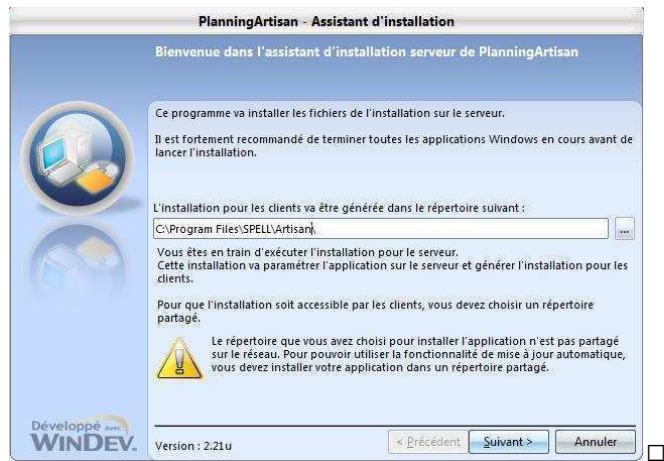 PlanningArtisan - Assistant d'installation
Bienvenue dans l'assistant d'installation serveur de PlanningArtisan
Ce programme va installer les fichiers de l'installation sur le serveur.
Il est fortement recommandé de terminer toutes les applications Windows en cours avant de
lancer l'installation.
L'installation pour les clients va être générée dans le répertoire suivant :
C:\Program Files\SPELL\Artisan\
...
Vous êtes en train d'exécuter l'installation pour le serveur.
Cette installation va paramétrer l'application sur le serveur et générer l'installation pour les
clients.
Pour que l'installation soit accessible par les clients, vous devez choisir un répertoire
partagé.
Le répertoire que vous avez choisi pour installer l'application n'est pas partagé
sur le réseau. Pour pouvoir utiliser la fonctionnalité de mise à jour automatique,
vous devez installer votre application dans un répertoire partagé.
Développé avec
WINDEV.
Version : 2.21u
< Précédent
Suivant >
Annuler